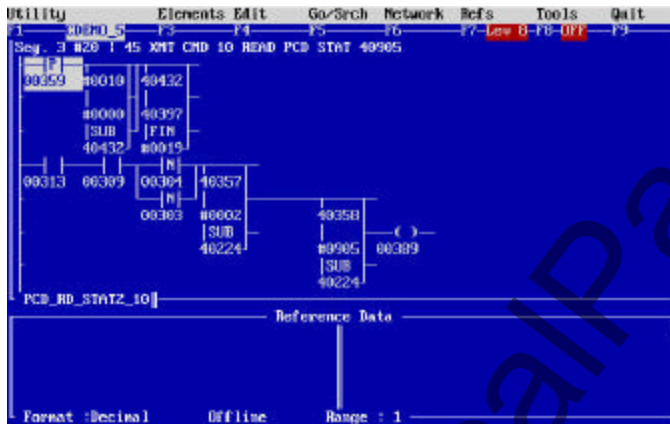 Utility Elements Edit Go/Srch Network Refs Tools Quit
F1 XDEMO_5 F3 F4 F5 F6 F7-Lev 8-F8-OFF F9
Seg. 3 #20 | 45 XMT CMD 10 READ PCD STAT 40905
P
00359 #0010 40432
#0000 40397
SUB FIN
40432 #0019
N
00313 00309 00304 40357
N
00303 #0002 40358
SUB ( )
40224 #0905 00389
SUB
40224
PCD_RD_STATZ_10
Reference Data
Format :Decimal Offline Range : 1